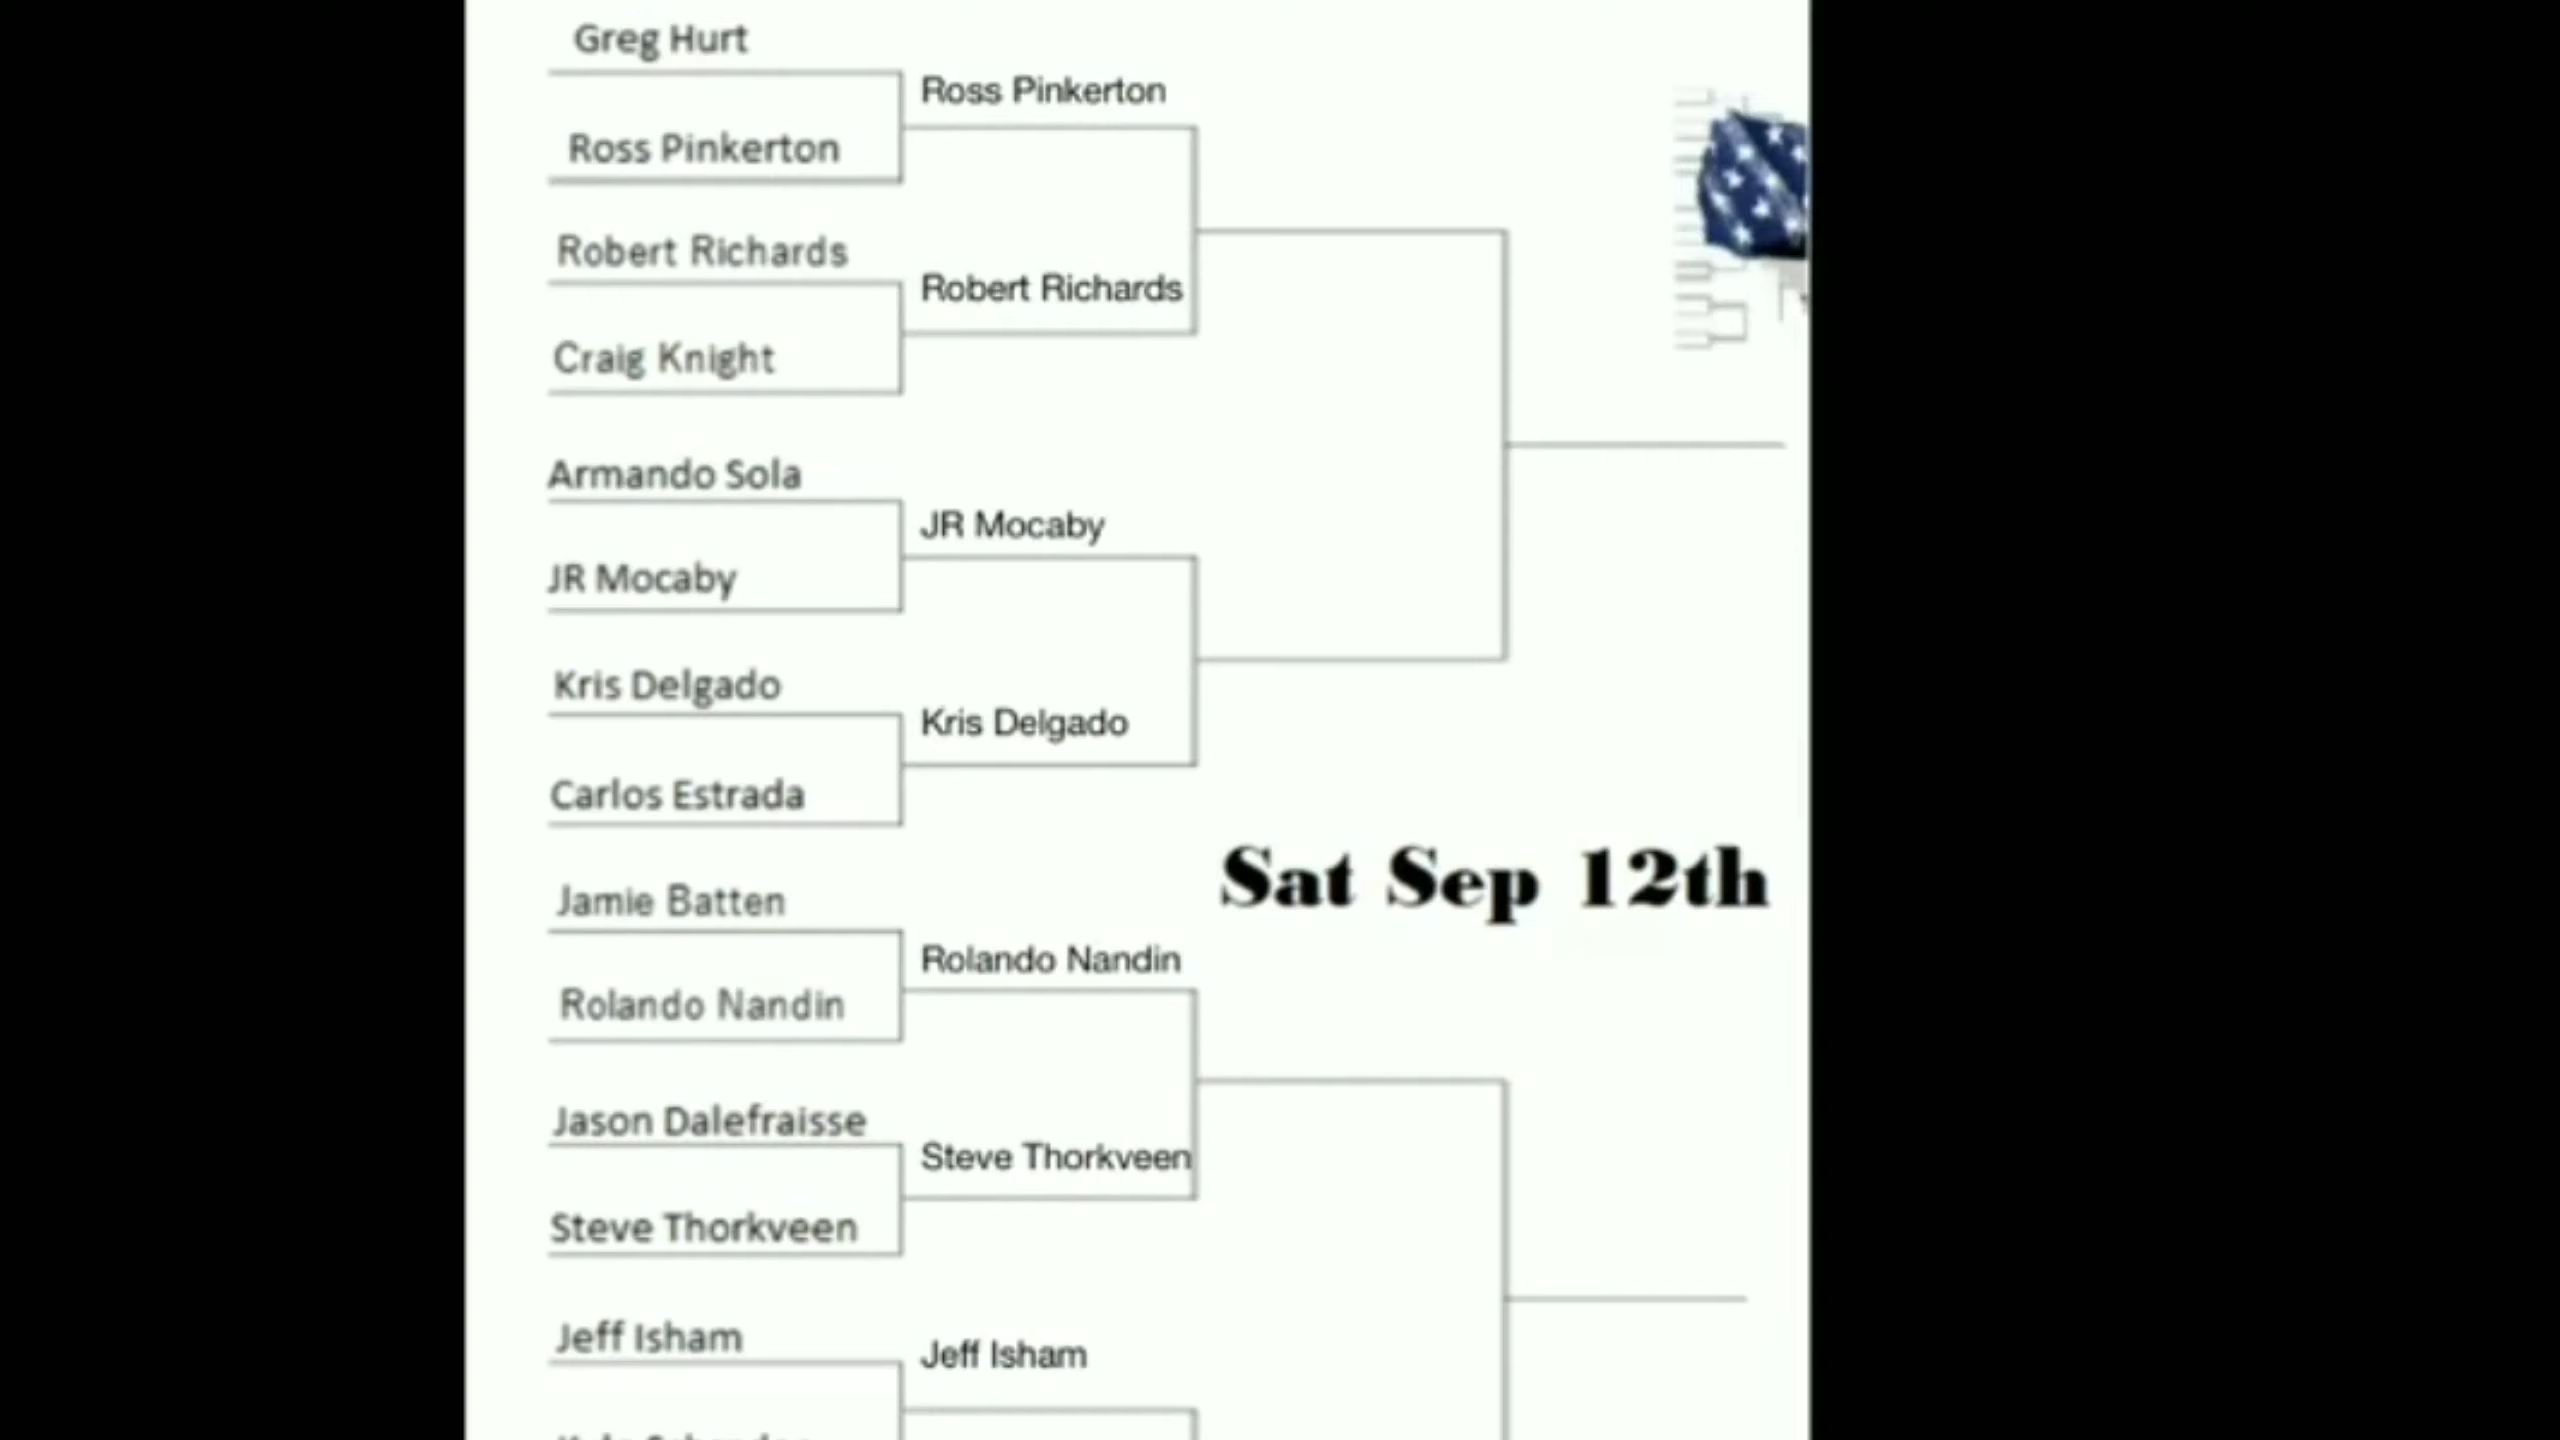 Greg Hurt
Ross Pinkerton
Ross Pinkerton
Robert Richards
Robert Richards
Craig Knight
Armando Sola
JR Mocaby
JR Mocaby
Kris Delgado
Kris Delgado
Carlos Estrada
Sat Sep 12th
Jamie Batten
Rolando Nandin
Rolando Nandin
Jason Dalefraisse
Steve Thorkveen
Steve Thorkveen
Jeff Isham
Jeff Isham